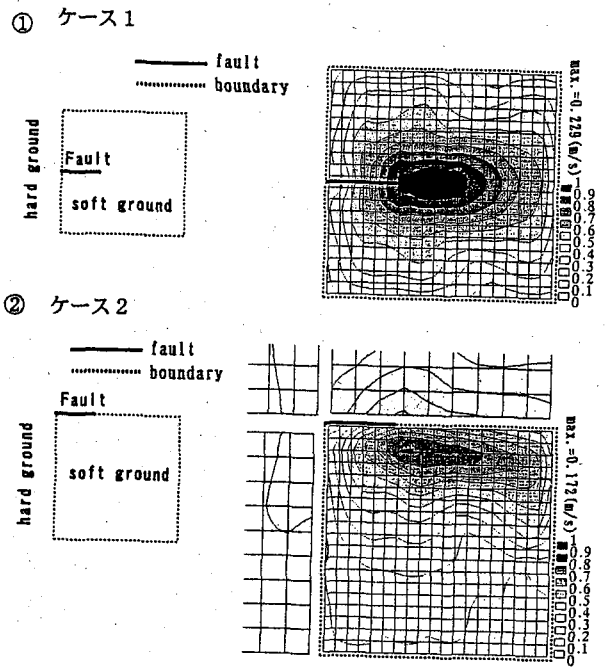 ① ケース1
fault
boundary
hard ground
Fault
soft ground
max. =0.229(m/s)
1
0.9
0.8
0.7
0.6
0.5
0.4
0.3
0.2
0.1
0
② ケース2
fault
boundary
Fault
hard ground
soft ground
max. =0.172(m/s)
1
0.9
0.8
0.7
0.6
0.5
0.4
0.3
0.2
0.1
0